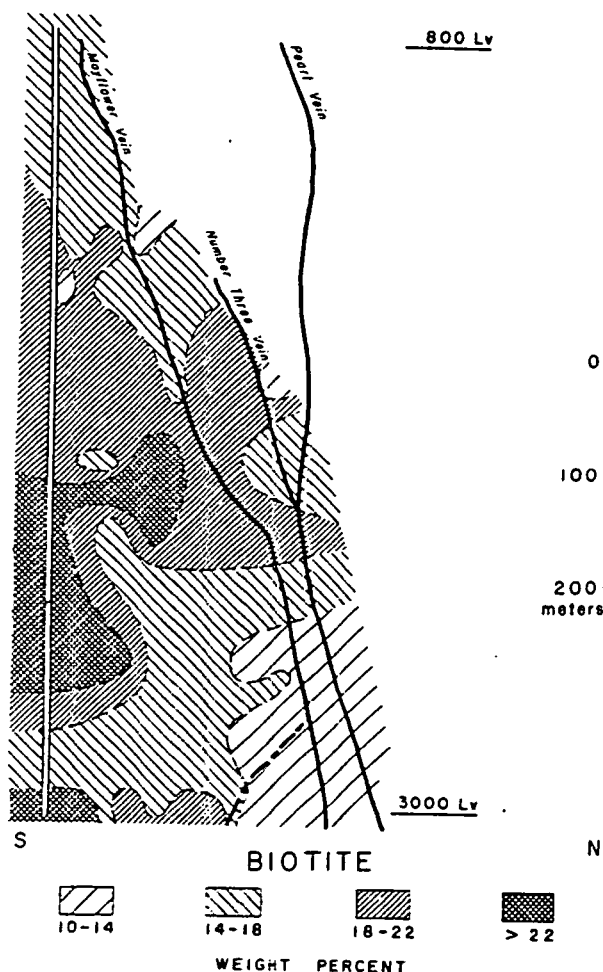 800 Lv
Mayflower Vein
Pearl Vein
Number Three Vein
0
100
200
meters
3000 Lv
S
N
BIOTITE
10-14
14-18
18-22
> 22
WEIGHT PERCENT